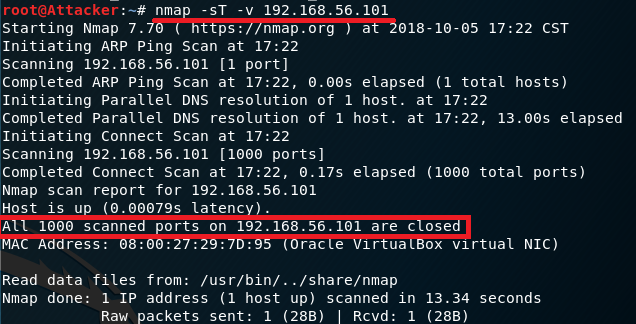 root@Attacker:~# nmap -sT -v 192.168.56.101
Starting Nmap 7.70 ( https://nmap.org ) at 2018-10-05 17:22 CST
Initiating ARP Ping Scan at 17:22
Scanning 192.168.56.101 [1 port]
Completed ARP Ping Scan at 17:22, 0.00s elapsed (1 total hosts)
Initiating Parallel DNS resolution of 1 host. at 17:22
Completed Parallel DNS resolution of 1 host. at 17:22, 13.00s elapsed
Initiating Connect Scan at 17:22
Scanning 192.168.56.101 [1000 ports]
Completed Connect Scan at 17:22, 0.17s elapsed (1000 total ports)
Nmap scan report for 192.168.56.101
Host is up (0.00079s latency).
All 1000 scanned ports on 192.168.56.101 are closed
MAC Address: 08:00:27:29:7D:95 (Oracle VirtualBox virtual NIC)
Read data files from: /usr/bin/../share/nmap
Nmap done: 1 IP address (1 host up) scanned in 13.34 seconds
Raw packets sent: 1 (28B) | Rcvd: 1 (28B)